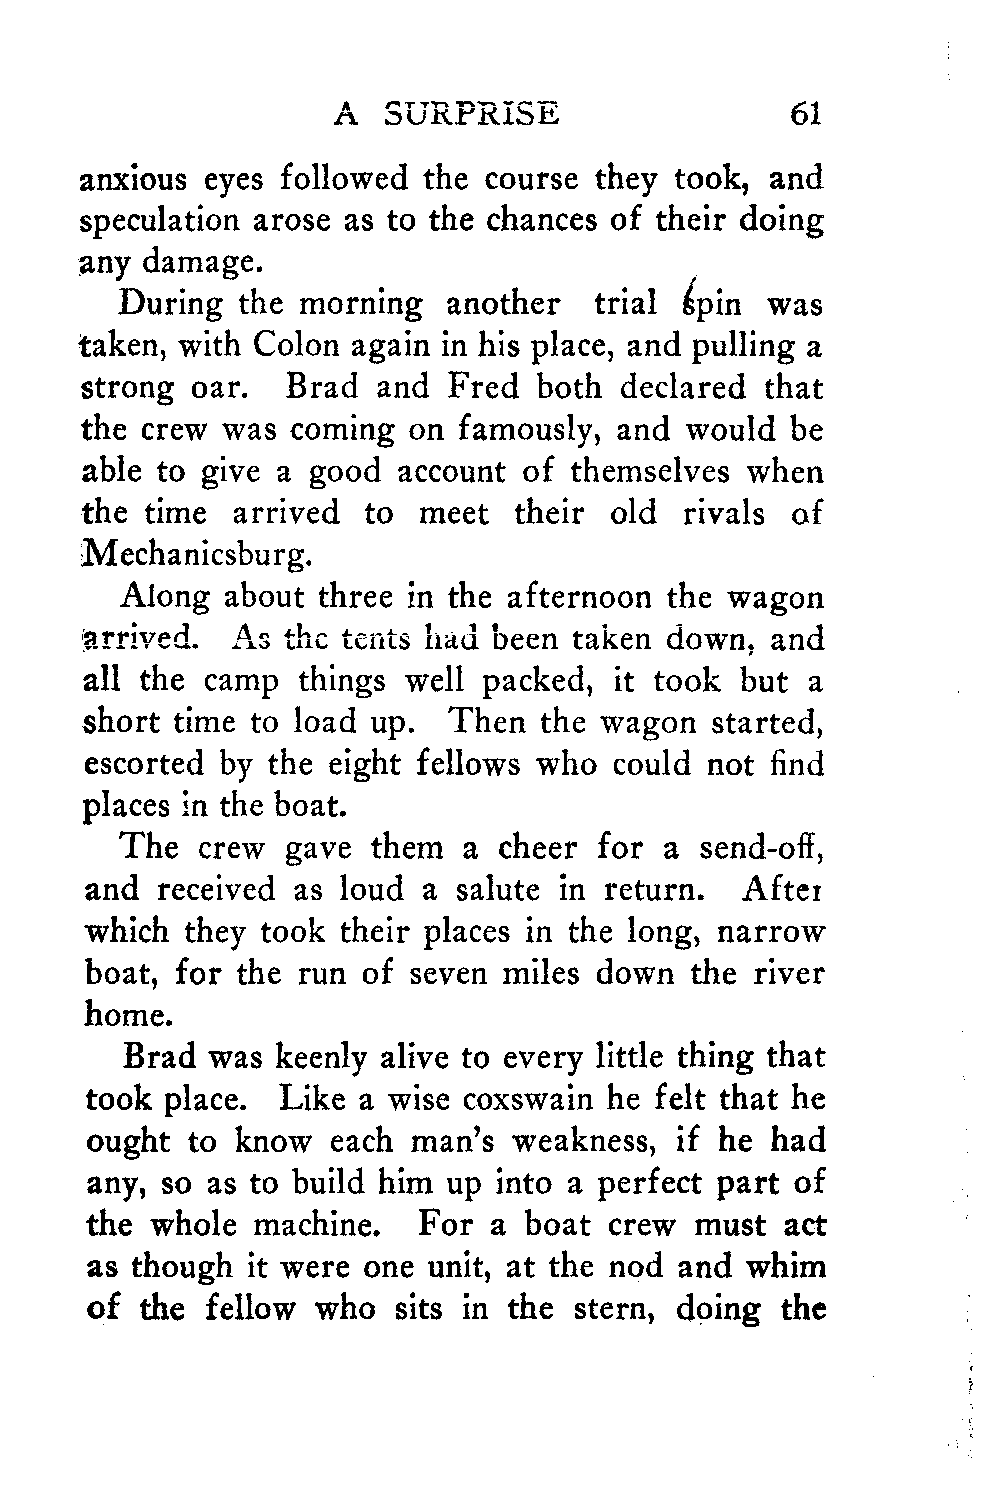 A SURPRISE 61
anxious eyes followed the course they took, and
speculation arose as to the chances of their doing
any damage.
During the morning another trial spin was
taken, with Colon again in his place, and pulling a
strong oar. Brad and Fred both declared that
the crew was coming on famously, and would be
able to give a good account of themselves when
the time arrived to meet their old rivals of
Mechanicsburg.
Along about three in the afternoon the wagon
arrived. As the tents had been taken down, and
all the camp things well packed, it took but a
short time to load up. Then the wagon started,
escorted by the eight fellows who could not find
places in the boat.
The crew gave them a cheer for a send-off,
and received as loud a salute in return. After
which they took their places in the long, narrow
boat, for the run of seven miles down the river
home.
Brad was keenly alive to every little thing that
took place. Like a wise coxswain he felt that he
ought to know each man's weakness, if he had
any, so as to build him up into a perfect part of
the whole machine. For a boat crew must act
as though it were one unit, at the nod and whim
of the fellow who sits in the stern, doing the